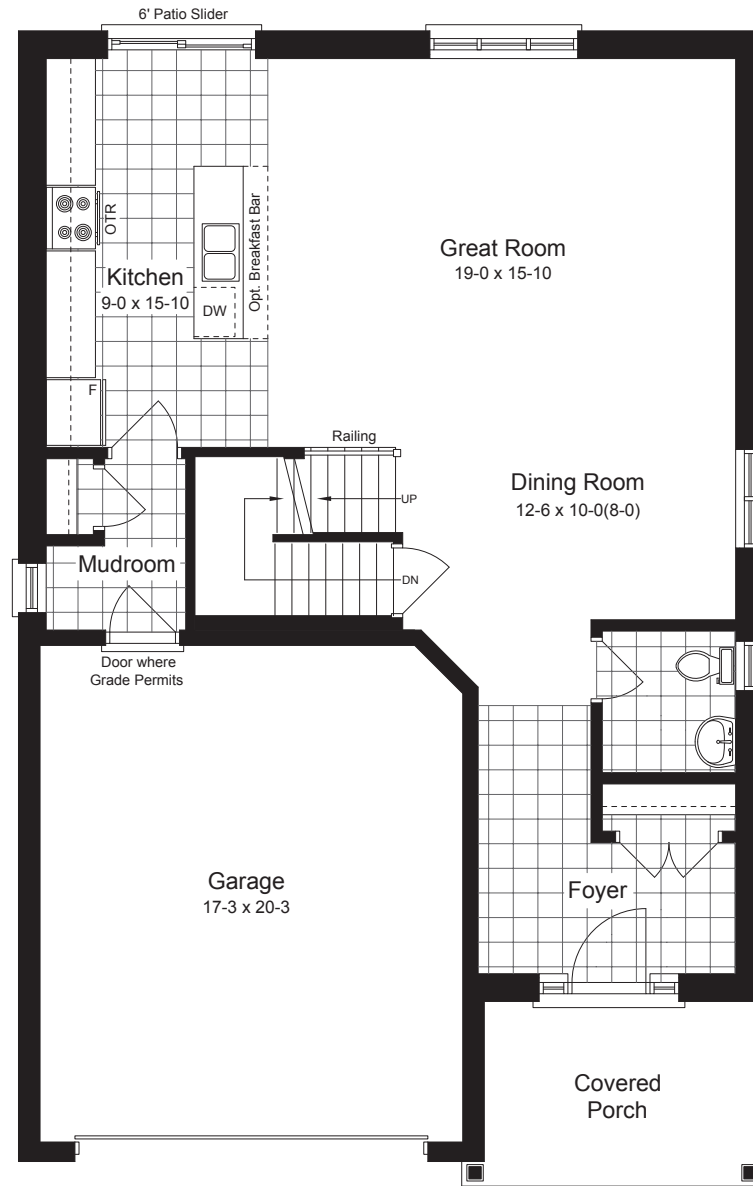 6' Patio Slider
OTR
Kitchen
9-0 x 15-10
Opt. Breakfast Bar
DW
F
Great Room
19-0 x 15-10
Railing
UP
DN
Dining Room
12-6 x 10-0(8-0)
Mudroom
Door where
Grade Permits
Garage
17-3 x 20-3
Foyer
Covered
Porch